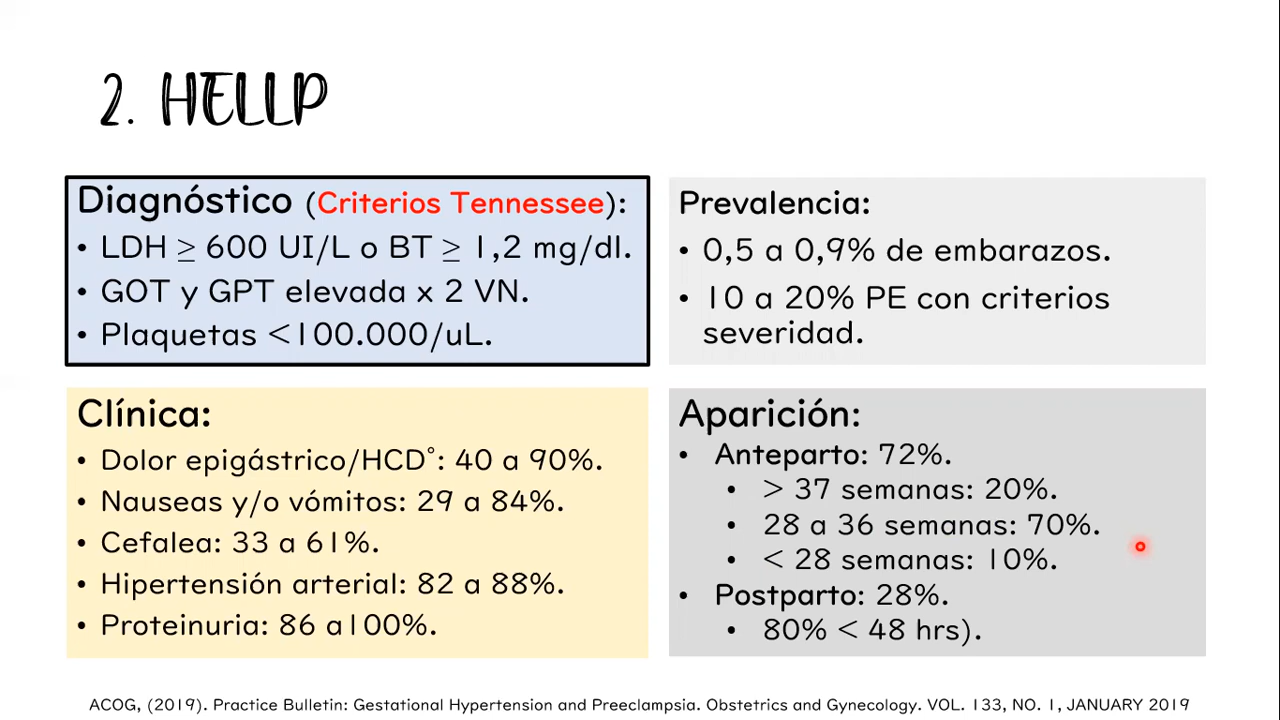 2. HELLP
Diagnóstico (Criterios Tennessee):
• LDH ≥ 600 UI/L o BT ≥ 1,2 mg/dl.
• GOT y GPT elevada x 2 VN.
• Plaquetas <100.000/uL.
Prevalencia:
• 0,5 a 0,9% de embarazos.
• 10 a 20% PE con criterios
severidad.
Clínica:
• Dolor epigástrico/HCD°: 40 a 90%.
• Nauseas y/o vómitos: 29 a 84%.
• Cefalea: 33 a 61%.
• Hipertensión arterial: 82 a 88%.
• Proteinuria: 86 a100%.
Aparición:
• Anteparto: 72%.
• > 37 semanas: 20%.
• 28 a 36 semanas: 70%.
• < 28 semanas: 10%.
• Postparto: 28%.
• 80% < 48 hrs).
ACOG, (2019). Practice Bulletin: Gestational Hypertension and Preeclampsia. Obstetrics and Gynecology. VOL. 133, NO. 1, JANUARY 2019